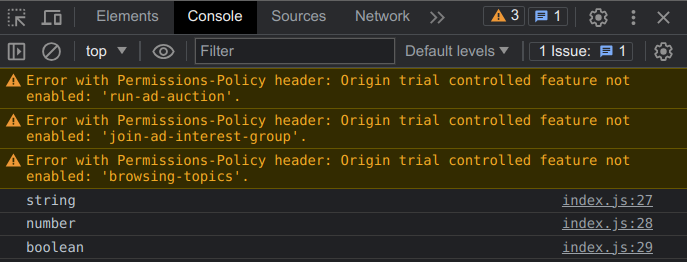 Elements Console Sources Network 3 1
top Filter Default levels 1 Issue: 1
Error with Permissions-Policy header: Origin trial controlled feature not
enabled: 'run-ad-auction'.
Error with Permissions-Policy header: Origin trial controlled feature not
enabled: 'join-ad-interest-group'.
Error with Permissions-Policy header: Origin trial controlled feature not
enabled: 'browsing-topics'.
string index.js:27
number index.js:28
boolean index.js:29